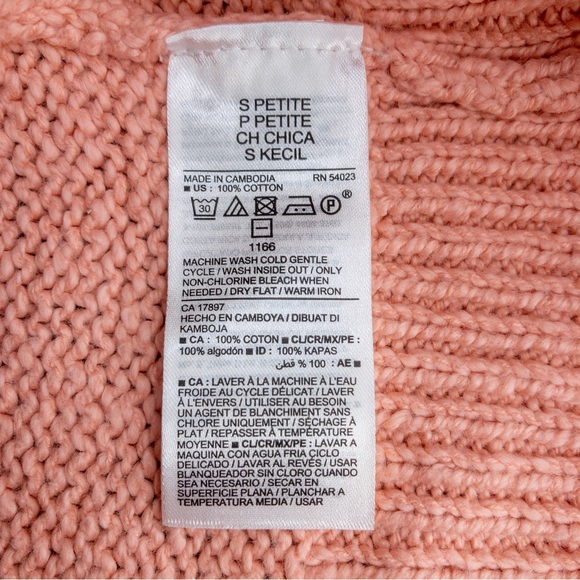 S PETITE
P PETITE
CH CHICA
S KECIL
MADE IN CAMBODIA RN 54023
■ US : 100% COTTON
30 P ®
1166
MACHINE WASH COLD GENTLE
CYCLE / WASH INSIDE OUT / ONLY
NON-CHLORINE BLEACH WHEN
NEEDED / DRY FLAT / WARM IRON
CA 17897
HECHO EN CAMBOYA / DIBUAT DI
KAMBOJA
■ CA : 100% COTON ■ CL/CR/MX/PE :
100% algodón ■ ID : 100% KAPAS
■ AE : 100 % قطن
■ CA : LAVER À LA MACHINE À L'EAU
FROIDE AU CYCLE DÉLICAT / LAVER
À L'ENVERS / UTILISER AU BESOIN
UN AGENT DE BLANCHIMENT SANS
CHLORE UNIQUEMENT / SÉCHAGE À
PLAT / REPASSER À TEMPÉRATURE
MOYENNE ■ CL/CR/MX/PE : LAVAR A
MAQUINA CON AGUA FRIA CICLO
DELICADO / LAVAR AL REVÉS / USAR
BLANQUEADOR SIN CLORO CUANDO
SEA NECESARIO / SECAR EN
SUPERFICIE PLANA / PLANCHAR A
TEMPERATURA MEDIA / USAR